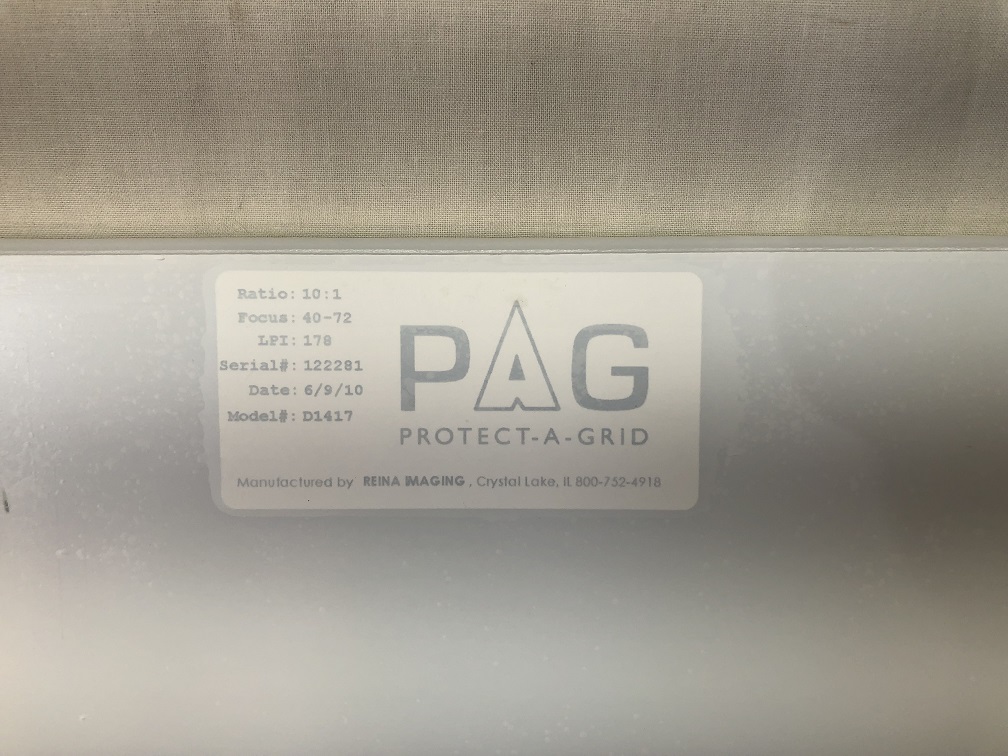 Ratio: 10:1
Focus: 40-72
LPI: 178
Serial#: 122281
Date: 6/9/10
Model#: D1417
PAG
PROTECT-A-GRID
Manufactured by REINA IMAGING, Crystal Lake, IL 800-752-4918